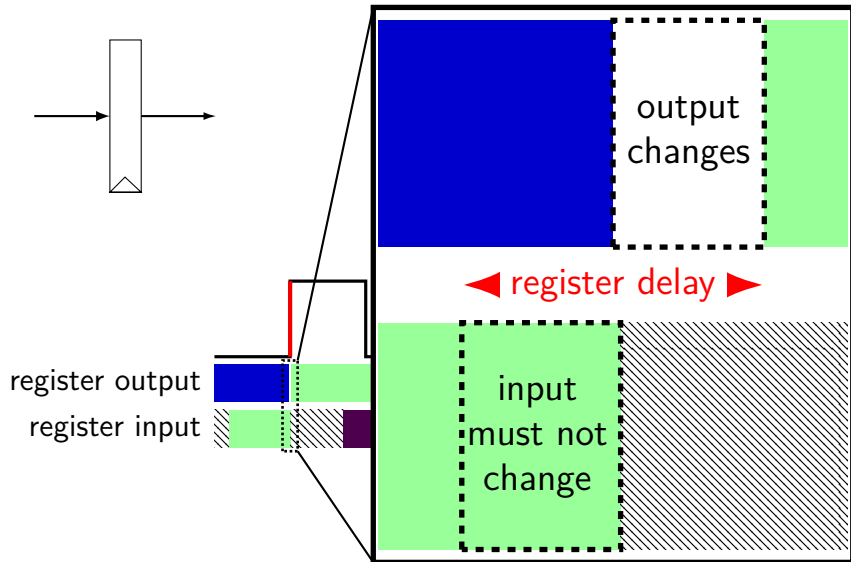 output
changes
register delay
register output
register input
input
must not
change